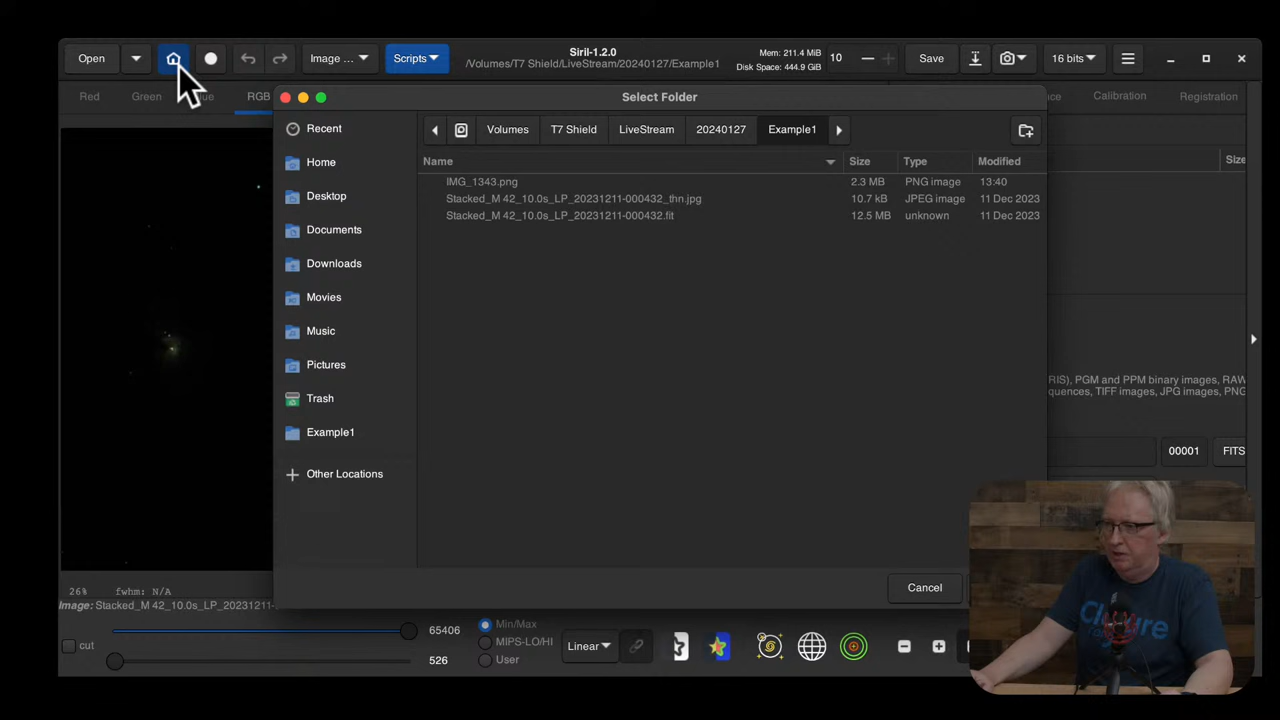 Open
Image ...
Scripts
Siril-1.2.0
/Volumes/T7 Shield/LiveStream/20240127/Example1
Mem: 211.4 MiB
Disk Space: 444.9 GiB
10
Save
16 bits
Red
Green
RGB
Select Folder
Calibration
Registration
Recent
Home
Desktop
Documents
Downloads
Movies
Music
Pictures
Trash
Example1
Other Locations
Volumes
T7 Shield
LiveStream
20240127
Example1
Name Size Type Modified
IMG_1343.png 2.3 MB PNG image 13:40
Stacked_M 42_10.0s_LP_20231211-000432_thn.jpg 10.7 kB JPEG image 11 Dec 2023
Stacked_M 42_10.0s_LP_20231211-000432.fit 12.5 MB unknown 11 Dec 2023
Size
RIS), PGM and PPM binary images, RAW
quences, TIFF images, JPG images, PNG
00001
FITS
Cancel
26% fwhm: N/A
Image: Stacked_M 42_10.0s_LP_20231211-
cut
65406
526
Min/Max
MIPS-LO/HI
User
Linear